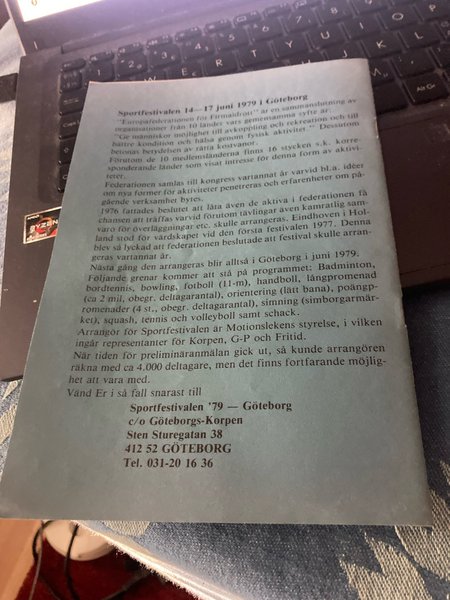 Sportfestivalen 14—17 juni 1979 i Göteborg
"Europafederationen för Firmaidrott" är en sammanslutning av
organisationer från 10 länder vars gemensamma syfte är:
"Ge människor möjlighet till avkoppling och rekreation och till
bättre kondition och hälsa genom fysisk aktivitet." Dessutom
betonas betydelsen av rätta kostvanor.
Förutom de 10 medlemsländerna finns 16 stycken s.k. korre-
sponderande länder som visat intresse för denna form av aktivi-
teter.
Federationen samlas till kongress vartannat år varvid bl.a. idéer
om nya former för aktiviteter penetreras och erfarenheter om på-
gående verksamhet bytes.
1976 fattades beslutet att låta även de aktiva i federationen få
chansen att träffas varvid förutom tävlingar även kamratlig sam-
varo för överläggningar etc. skulle arrangeras. Eindhoven i Hol-
land stod för värdskapet vid den första festivalen 1977. Denna
blev så lyckad att federationen beslutade att festival skulle arran-
geras vartannat år.
Nästa gång den arrangeras blir alltså i Göteborg i juni 1979.
Följande grenar kommer att stå på programmet: Badminton,
bordtennis, bowling, fotboll (11-m), handboll, långpromenad
(ca 2 mil, obegr. deltagarantal), orientering (lätt bana), poängp-
promenader (4 st., obegr. deltagarantal), simning (simborgarmär-
ket), squash, tennis och volleyboll samt schack.
Arrangör för Sportfestivalen är Motionslekens styrelse, i vilken
ingår representanter för Korpen, G-P och Fritid.
När tiden för preliminäranmälan gick ut, så kunde arrangören
räkna med ca 4.000 deltagare, men det finns fortfarande möjlig-
het att vara med.
Vänd Er i så fall snarast till
Sportfestivalen '79 — Göteborg
c/o Göteborgs-Korpen
Sten Sturegatan 38
412 52 GÖTEBORG
Tel. 031-20 16 36